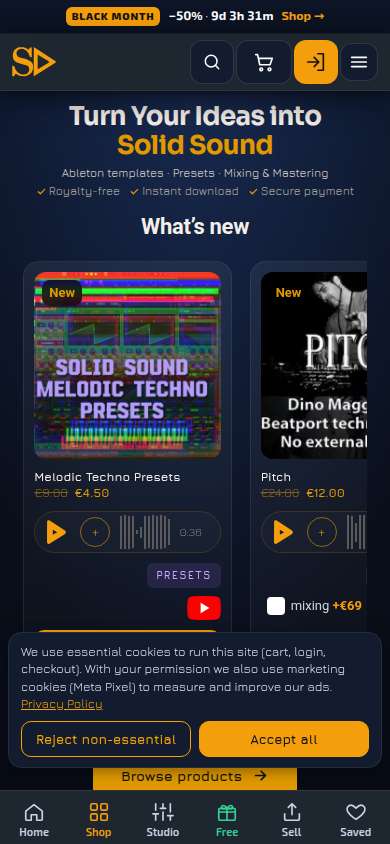 BLACK MONTH −50% · 9d 3h 31m Shop →
SD
Turn Your Ideas into
Solid Sound
Ableton templates · Presets · Mixing & Mastering
✓ Royalty-free ✓ Instant download ✓ Secure payment
What's new
New
SOLID SOUND
MELODIC TECHNO
PRESETS
Melodic Techno Presets
€9.00 €4.50
+ 0:36
PRESETS
New
Dino
Beatport
No external
Pitch
€24.00 €12.00
+
mixing +€69
We use essential cookies to run this site (cart, login,
checkout). With your permission we also use marketing
cookies (Meta Pixel) to measure and improve our ads.
Privacy Policy
Reject non-essential
Accept all
Browse products →
Home
Shop
Studio
Free
Sell
Saved